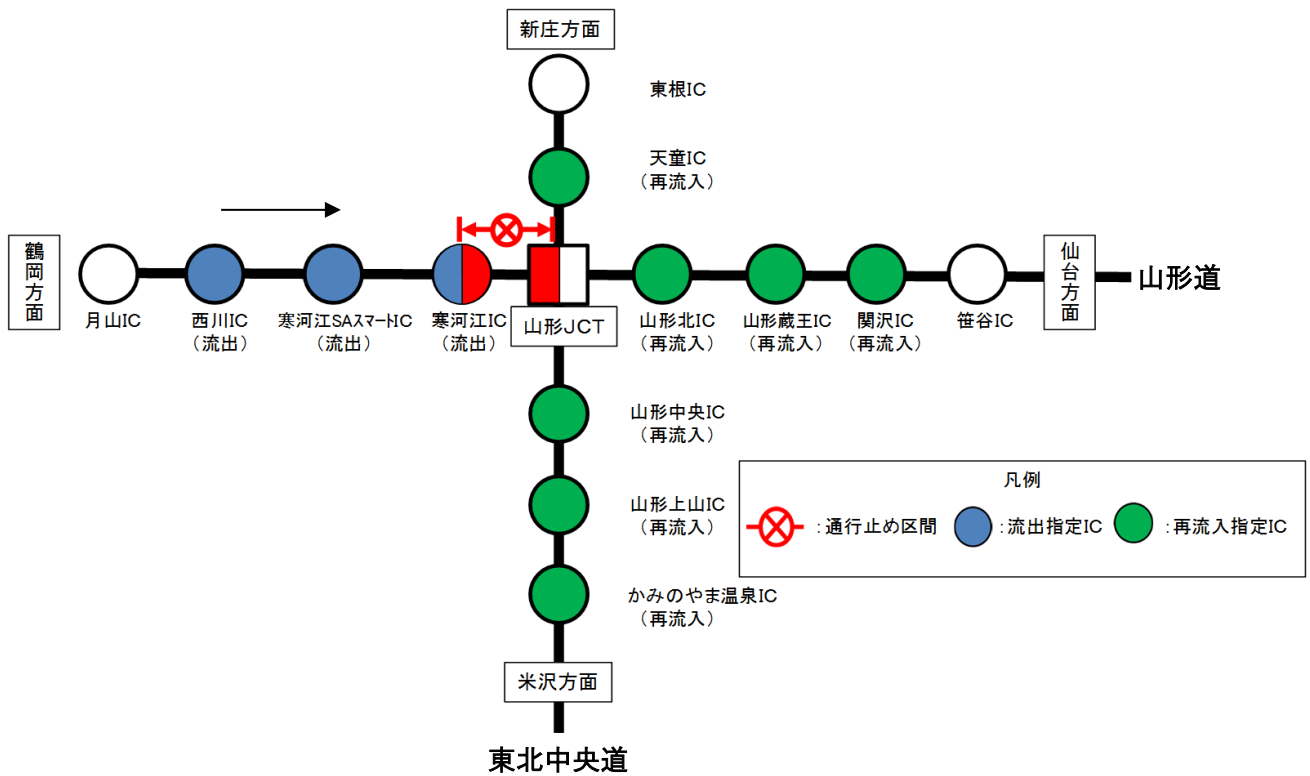 新庄方面
東根IC
天童IC
(再流入)
鶴岡方面
仙台方面
山形道
月山IC
西川IC
(流出)
寒河江SAスマートIC
(流出)
寒河江IC
(流出)
山形JCT
山形北IC
(再流入)
山形蔵王IC
(再流入)
関沢IC
(再流入)
笹谷IC
山形中央IC
(再流入)
山形上山IC
(再流入)
かみのやま温泉IC
(再流入)
凡例
:通行止め区間
:流出指定IC
:再流入指定IC
米沢方面
東北中央道